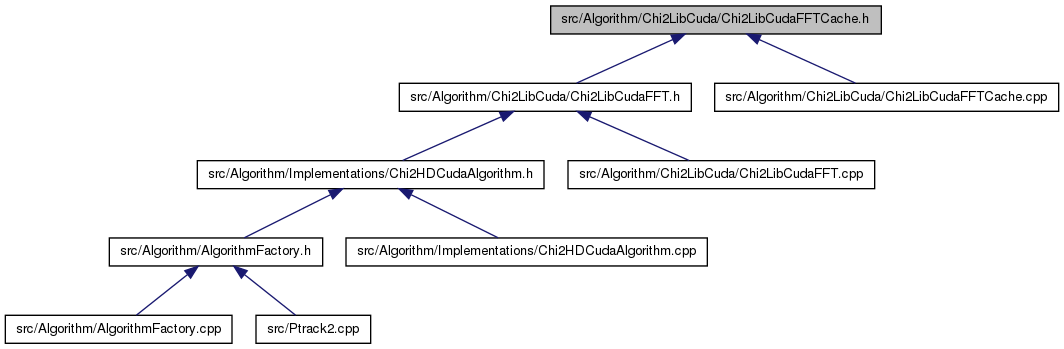 src/Algorithm/Chi2LibCuda/Chi2LibCudaFFTCache.h
src/Algorithm/Chi2LibCuda/Chi2LibCudaFFT.h
src/Algorithm/Chi2LibCuda/Chi2LibCudaFFTCache.cpp
src/Algorithm/Implementations/Chi2HDCudaAlgorithm.h
src/Algorithm/Chi2LibCuda/Chi2LibCudaFFT.cpp
src/Algorithm/AlgorithmFactory.h
src/Algorithm/Implementations/Chi2HDCudaAlgorithm.cpp
src/Algorithm/AlgorithmFactory.cpp
src/Ptrack2.cpp